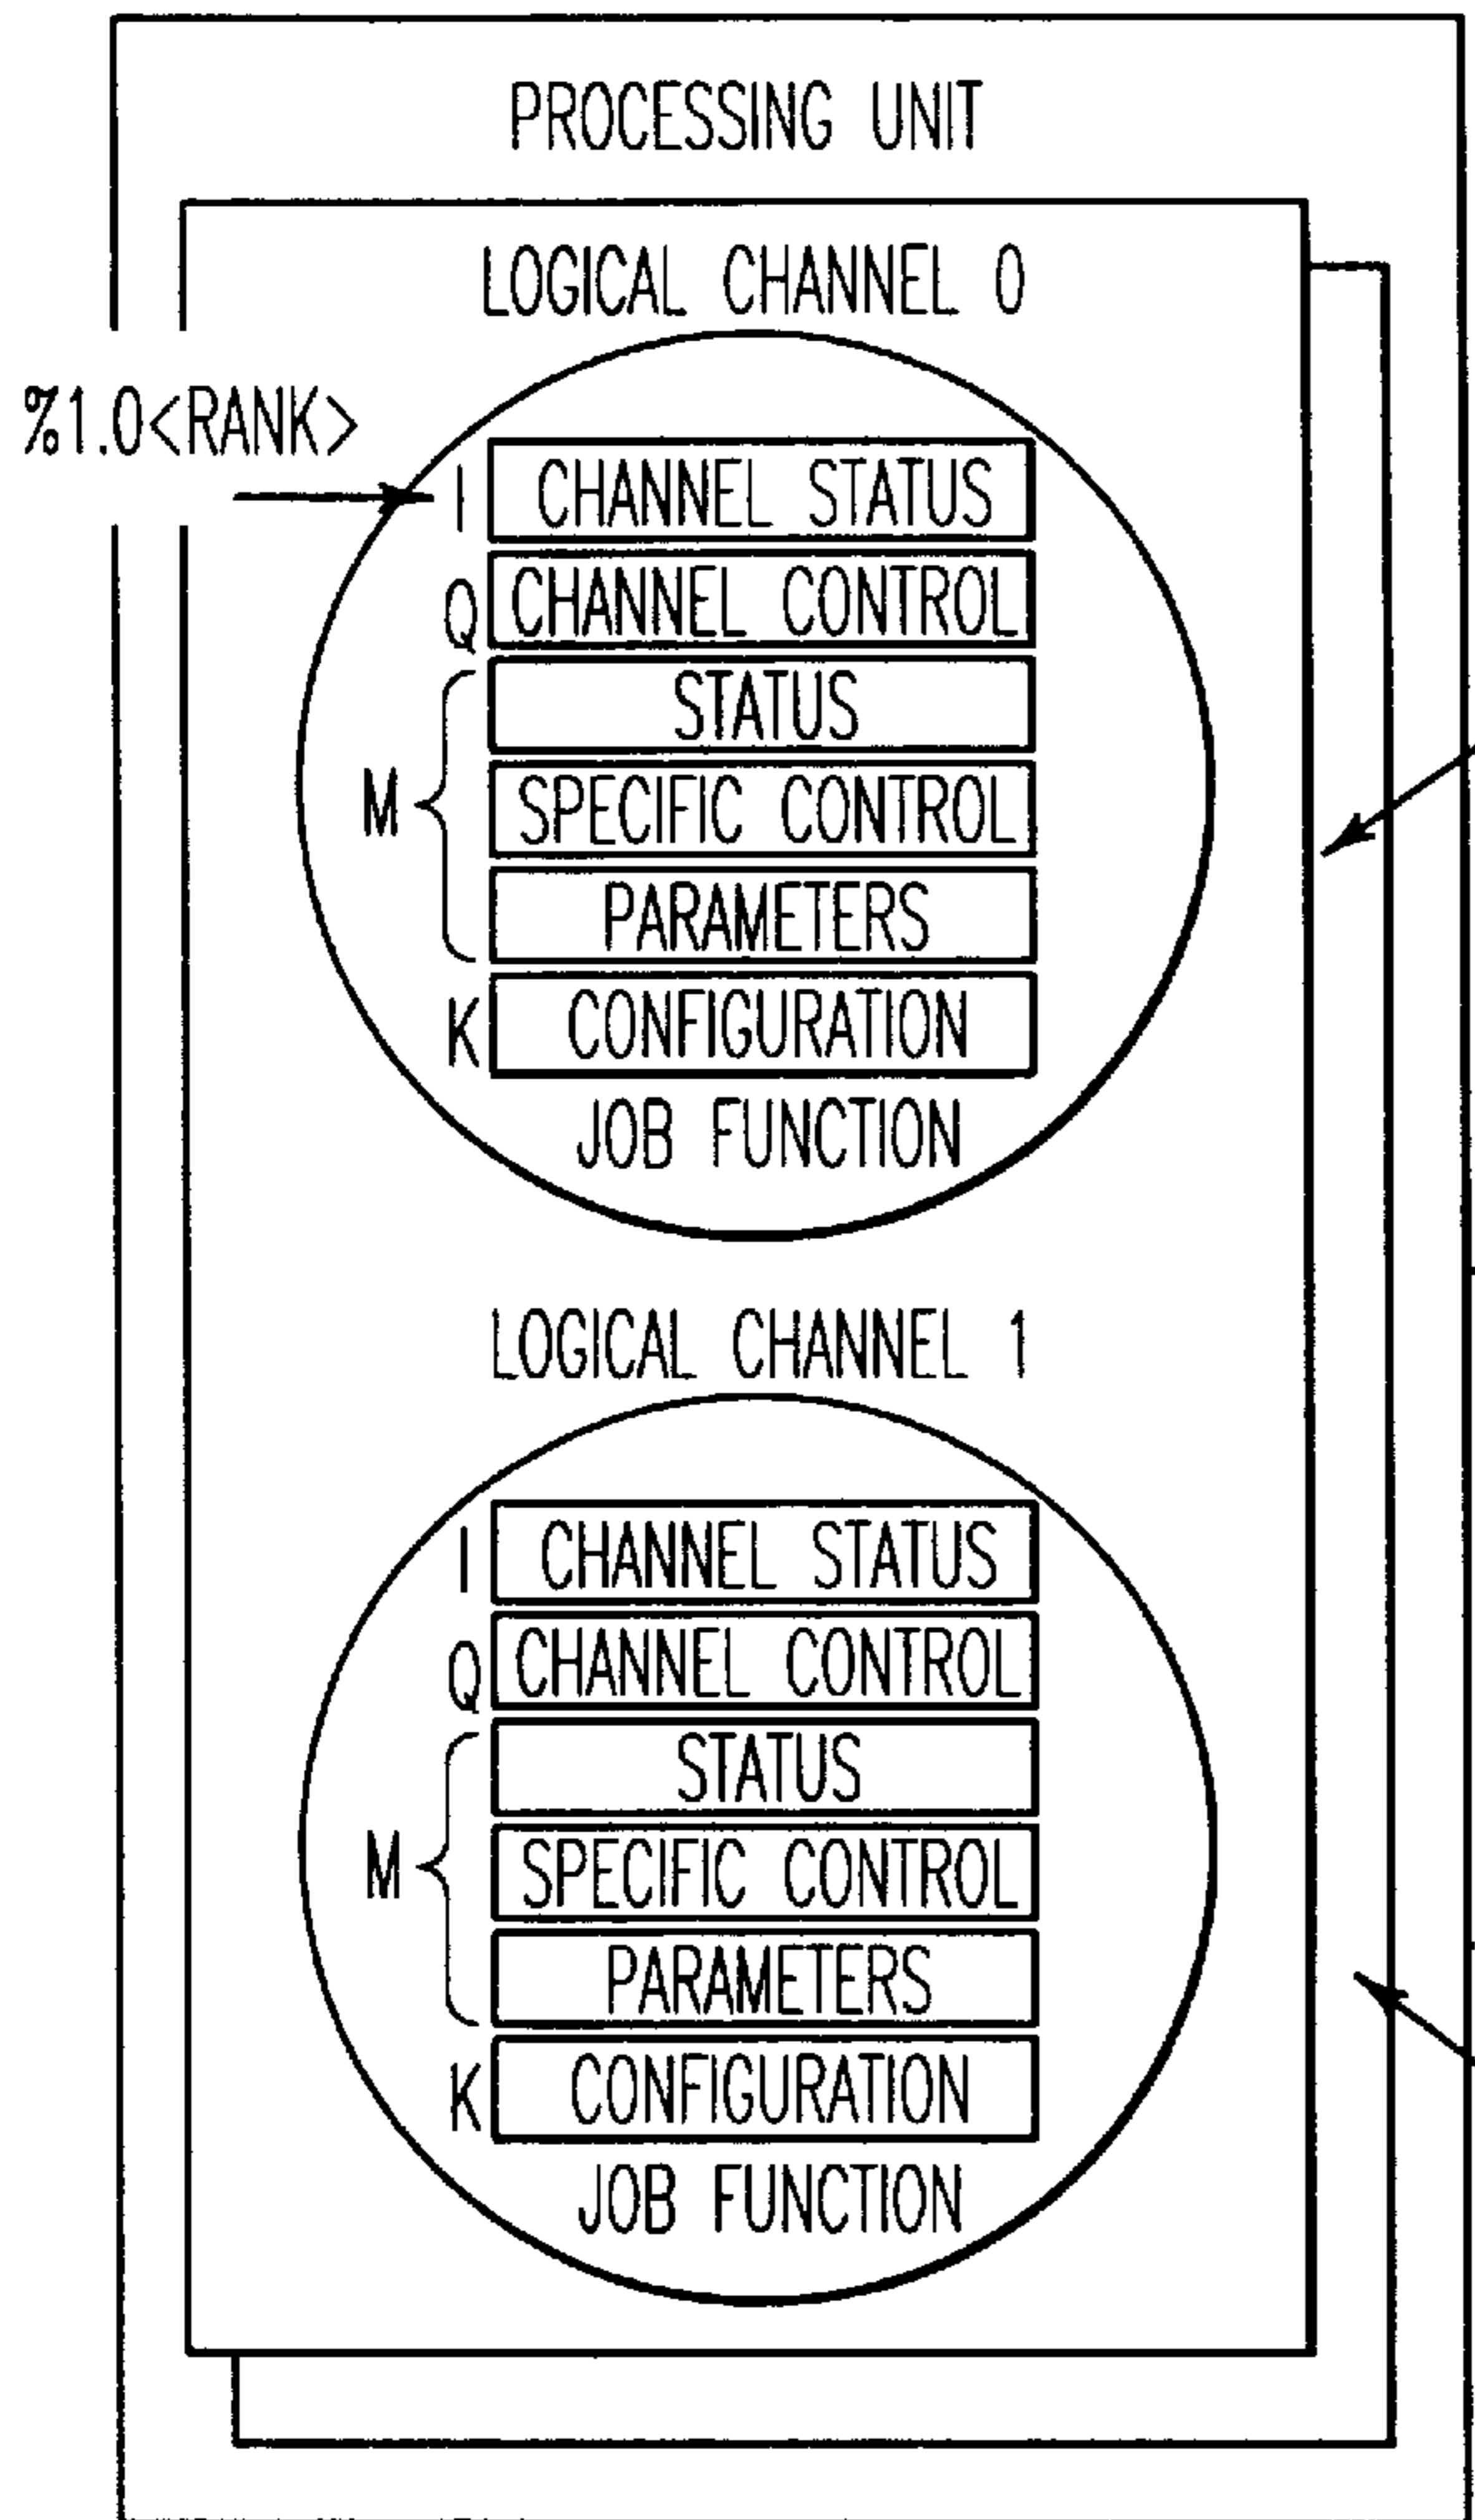 PROCESSING UNIT
LOGICAL CHANNEL 0
%1.0<RANK>
I CHANNEL STATUS
Q CHANNEL CONTROL
STATUS
M SPECIFIC CONTROL
PARAMETERS
K CONFIGURATION
JOB FUNCTION
LOGICAL CHANNEL 1
I CHANNEL STATUS
Q CHANNEL CONTROL
STATUS
M SPECIFIC CONTROL
PARAMETERS
K CONFIGURATION
JOB FUNCTION